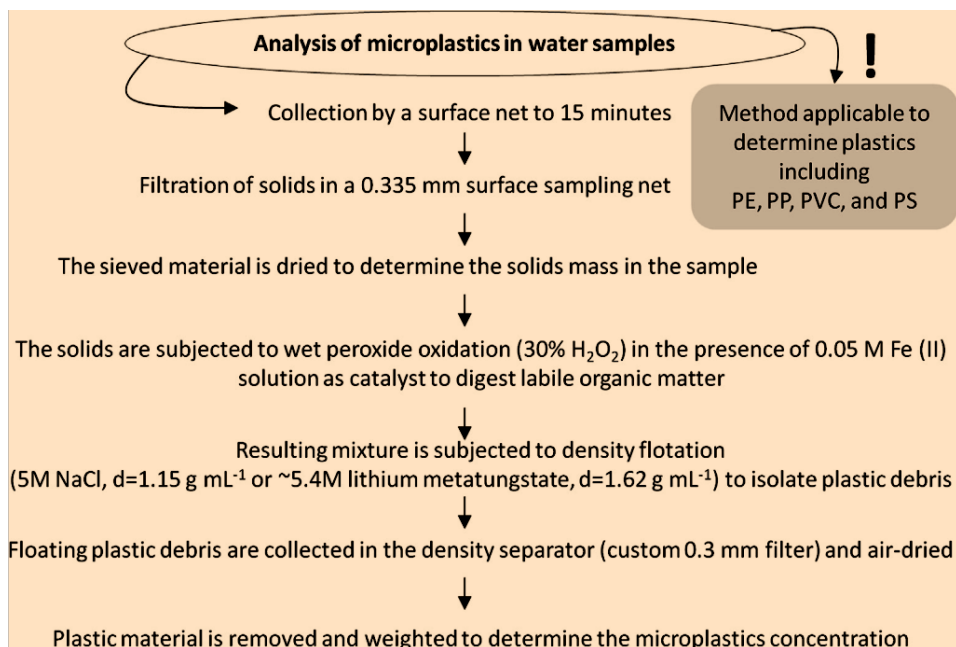 Analysis of microplastics in water samples
!
Collection by a surface net to 15 minutes
Method applicable to
determine plastics
including
PE, PP, PVC, and PS
Filtration of solids in a 0.335 mm surface sampling net
The sieved material is dried to determine the solids mass in the sample
The solids are subjected to wet peroxide oxidation (30% H₂O₂) in the presence of 0.05 M Fe (II)
solution as catalyst to digest labile organic matter
Resulting mixture is subjected to density flotation
(5M NaCl, d=1.15 g mL⁻¹ or ~5.4M lithium metatungstate, d=1.62 g mL⁻¹) to isolate plastic debris
Floating plastic debris are collected in the density separator (custom 0.3 mm filter) and air-dried
Plastic material is removed and weighted to determine the microplastics concentration